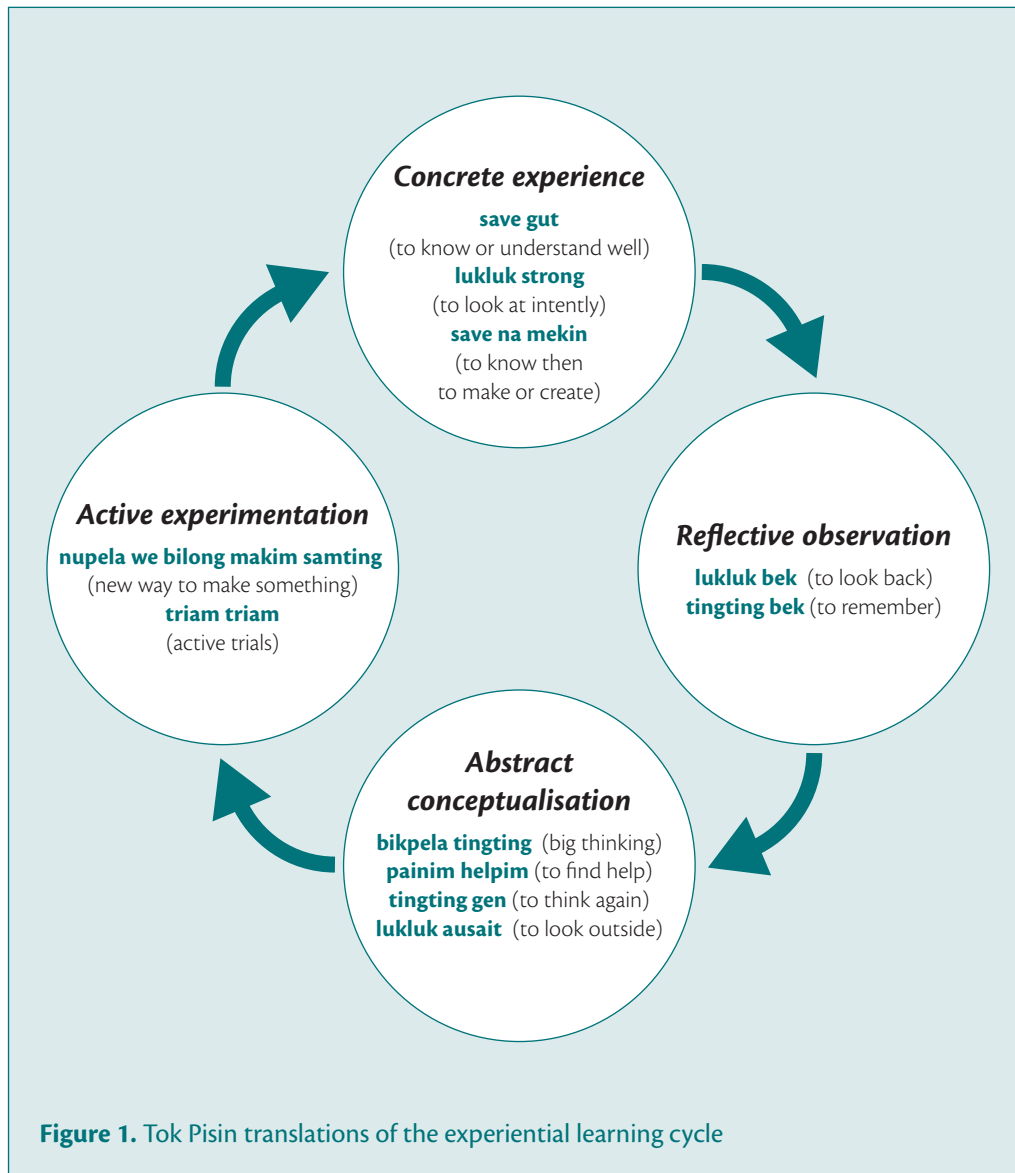 Concrete experience
save gut
(to know or understand well)
lukluk strong
(to look at intently)
save na mekin
(to know then
to make or create)
Reflective observation
lukluk bek (to look back)
tingting bek (to remember)
Abstract
conceptualisation
bikpela tingting (big thinking)
painim helpim (to find help)
tingting gen (to think again)
lukluk ausait (to look outside)
Active experimentation
nupela we bilong makim samting
(new way to make something)
triam triam
(active trials)
Figure 1. Tok Pisin translations of the experiential learning cycle